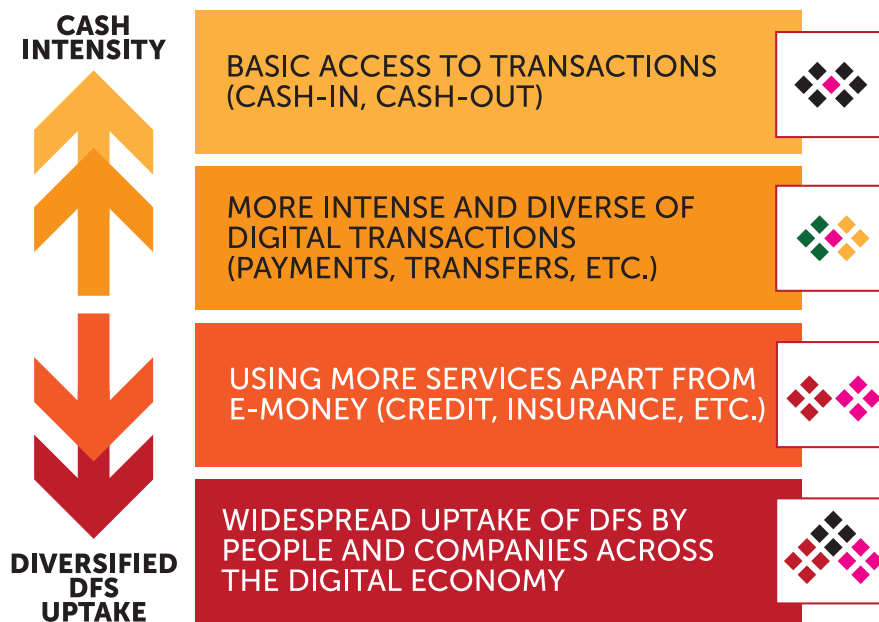 CASH
INTENSITY
BASIC ACCESS TO TRANSACTIONS
(CASH-IN, CASH-OUT)
MORE INTENSE AND DIVERSE OF
DIGITAL TRANSACTIONS
(PAYMENTS, TRANSFERS, ETC.)
USING MORE SERVICES APART FROM
E-MONEY (CREDIT, INSURANCE, ETC.)
WIDESPREAD UPTAKE OF DFS BY
PEOPLE AND COMPANIES ACROSS
THE DIGITAL ECONOMY
DIVERSIFIED
DFS
UPTAKE